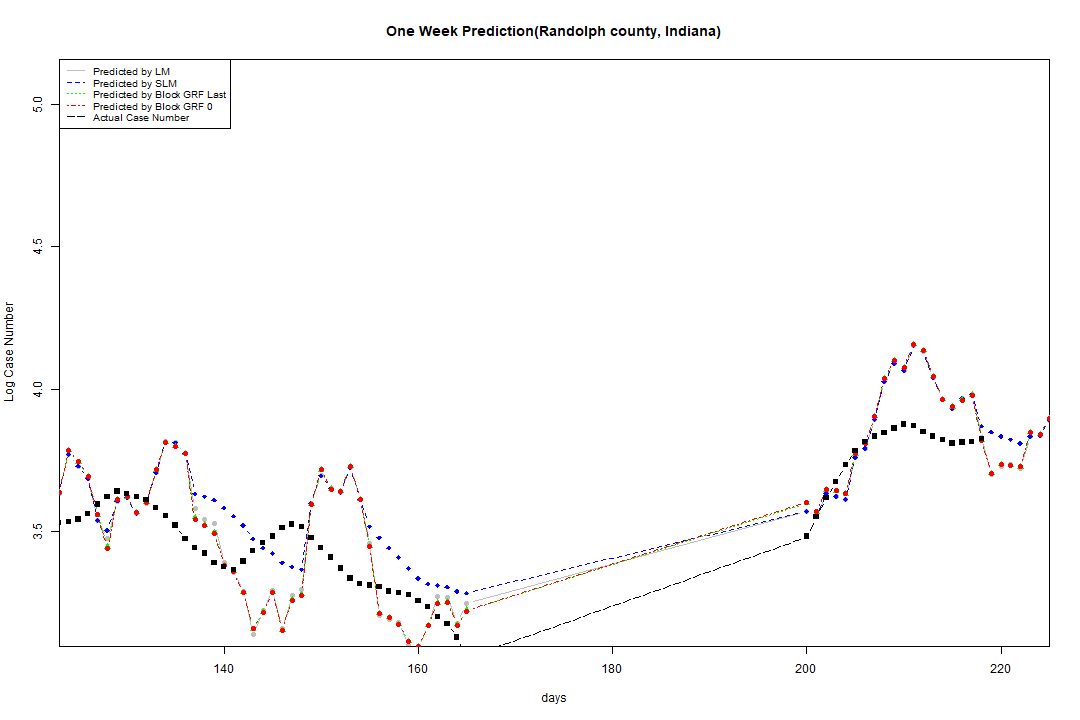 One Week Prediction(Randolph county, Indiana)
Predicted by LM
Predicted by SLM
Predicted by Block GRF Last
Predicted by Block GRF 0
Actual Case Number
5.0
4.5
4.0
3.5
Log Case Number
140 160 180 200 220
days